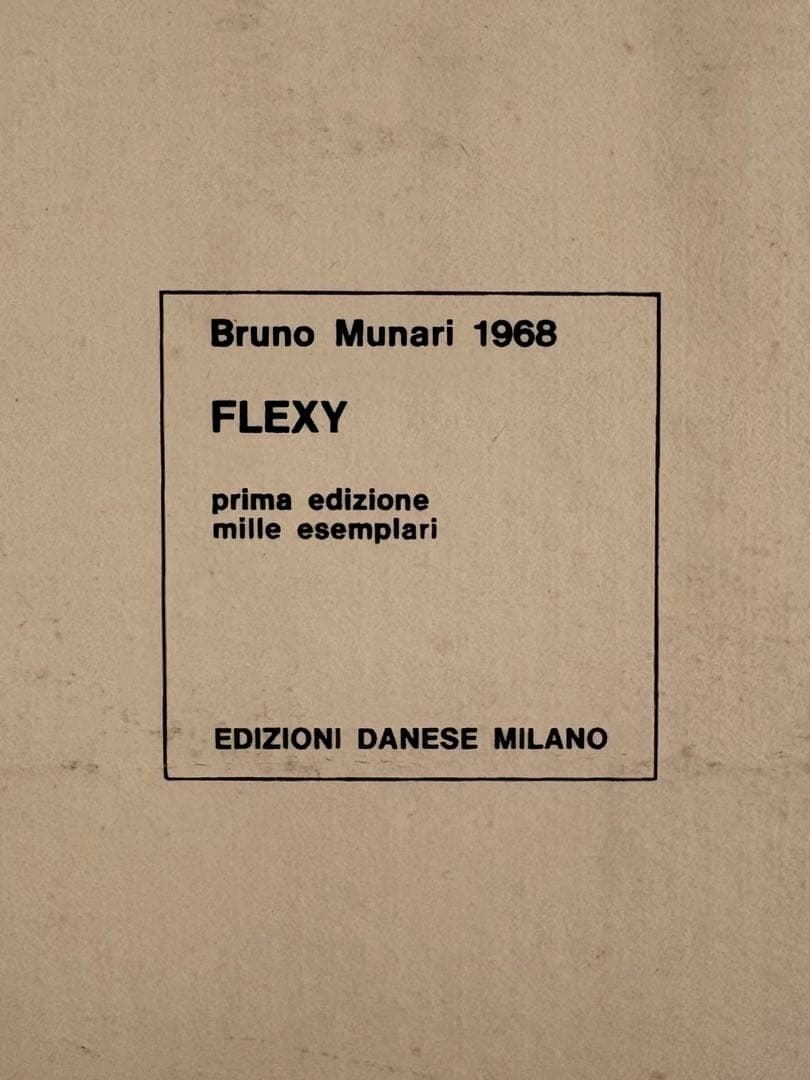 Bruno Munari 1968
FLEXY
prima edizione
mille esemplari
EDIZIONI DANESE MILANO